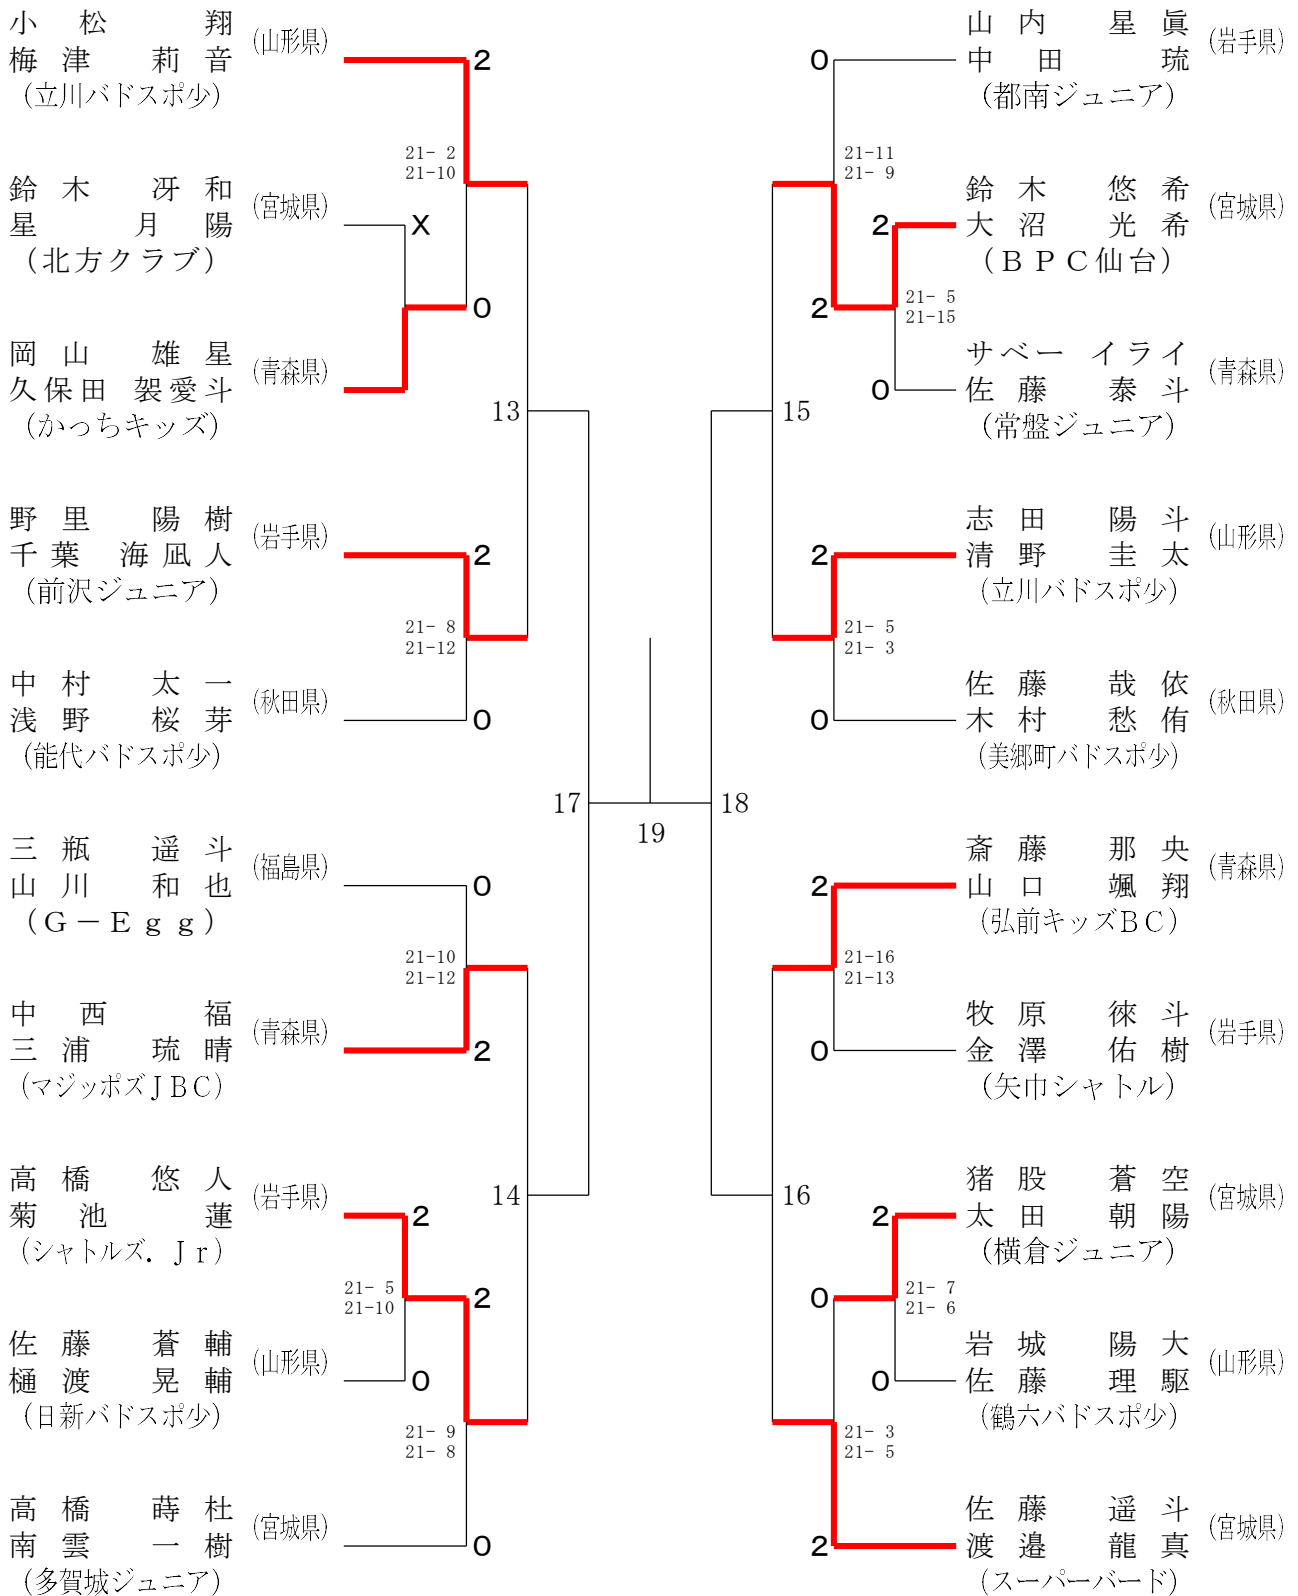 小松 翔
梅津 莉音
(山形県)
(立川バドスポ少)
2
21- 2
21-10
鈴木 冴和
星 月陽
(宮城県)
(北方クラブ)
X
0
岡山 雄星
久保田 袈愛斗
(青森県)
(かっちキッズ)
13
野里 陽樹
千葉 海凪人
(岩手県)
(前沢ジュニア)
2
21- 8
21-12
中村 太一
浅野 桜芽
(秋田県)
(能代バドスポ少)
0
17
三瓶 遥斗
山川 和也
(福島県)
(G-Egg)
0
21-10
21-12
中西 福
三浦 琉晴
(青森県)
(マジッポズJBC)
2
高橋 悠人
菊池 蓮
(岩手県)
(シャトルズ.Jr)
2
14
21- 5
21-10
2
佐藤 蒼輔
樋渡 晃輔
(山形県)
(日新バドスポ少)
0
21- 9
21- 8
高橋 蒔杜
南雲 一樹
(宮城県)
(多賀城ジュニア)
0
19
山内 星眞
中田 琉
(岩手県)
(都南ジュニア)
0
21-11
21- 9
鈴木 悠希
大沼 光希
(宮城県)
(BPC仙台)
2
2
21- 5
21-15
サベー イライ
佐藤 泰斗
(青森県)
(常盤ジュニア)
0
15
志田 陽斗
清野 圭太
(山形県)
(立川バドスポ少)
2
21- 5
21- 3
佐藤 哉依
木村 愁侑
(秋田県)
(美郷町バドスポ少)
0
18
斎藤 那央
山口 颯翔
(青森県)
(弘前キッズBC)
2
21-16
21-13
牧原 徠斗
金澤 佑樹
(岩手県)
(矢巾シャトル)
0
16
猪股 蒼空
太田 朝陽
(宮城県)
(横倉ジュニア)
2
0
21- 7
21- 6
岩城 陽大
佐藤 理駆
(山形県)
(鶴六バドスポ少)
0
21- 3
21- 5
佐藤 遥斗
渡邉 龍真
(宮城県)
(スーパーバード)
2